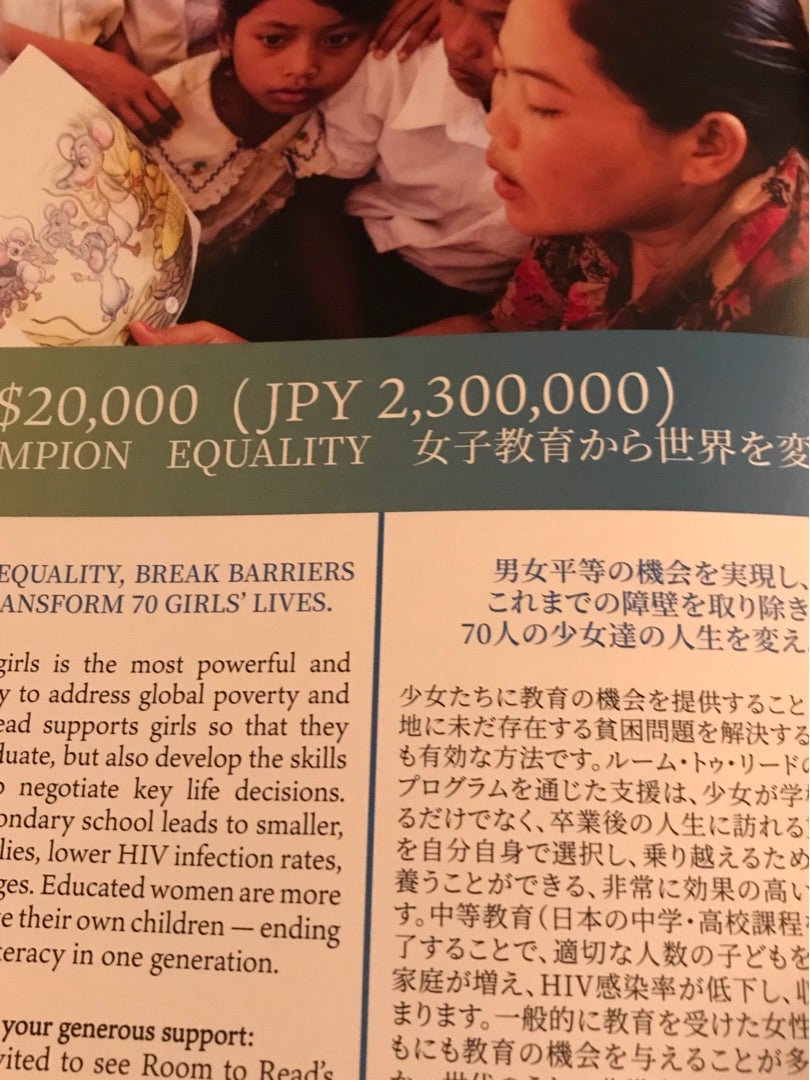 $20,000 (JPY 2,300,000)
MPION EQUALITY 女子教育から世界を変
EQUALITY, BREAK BARRIERS
ANSFORM 70 GIRLS' LIVES.
girls is the most powerful and
y to address global poverty and
ead supports girls so that they
duate, but also develop the skills
o negotiate key life decisions.
ondary school leads to smaller,
lies, lower HIV infection rates,
ges. Educated women are more
e their own children — ending
teracy in one generation.
your generous support:
vited to see Room to Read's
男女平等の機会を実現し、
これまでの障壁を取り除き
70人の少女達の人生を変え
少女たちに教育の機会を提供すること
地に未だ存在する貧困問題を解決する
も有効な方法です。ルーム・トゥ・リードの
プログラムを通じた支援は、少女が学
るだけでなく、卒業後の人生に訪れる
を自分自身で選択し、乗り越えるため
養うことができる、非常に効果の高い
す。中等教育（日本の中学・高校課程
了することで、適切な人数の子どもを
家庭が増え、HIV感染率が低下し、
まります。一般的に教育を受けた女性
もにも教育の機会を与えることが多